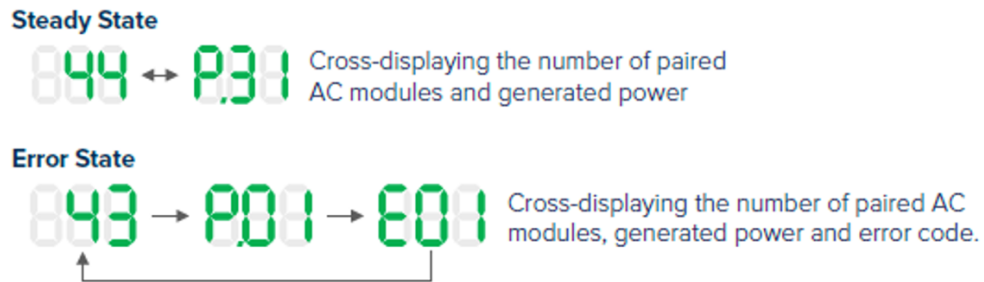 Steady State
44 ↔ P.31 Cross-displaying the number of paired
AC modules and generated power
Error State
43 → P.01 → E01 Cross-displaying the number of paired AC
modules, generated power and error code.